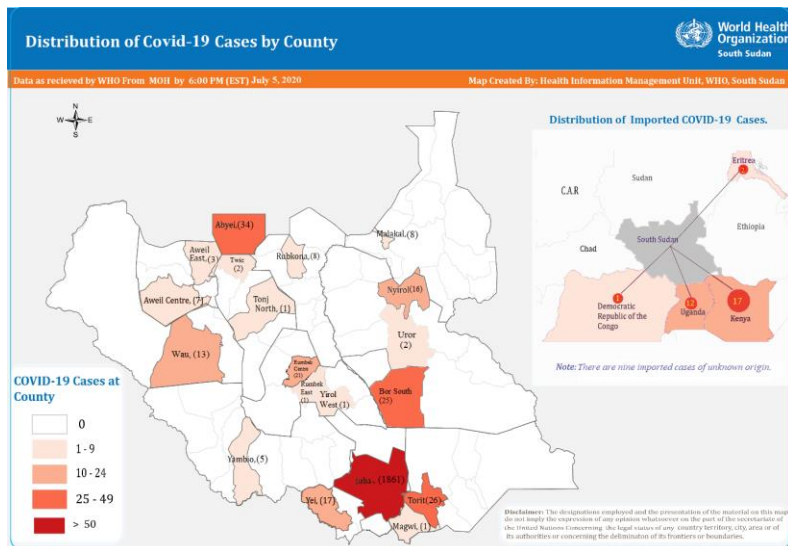 Distribution of Covid-19 Cases by County
World Health
Organization
South Sudan
Data as recieved by WHO From MOH by 6:00 PM (EST) July 5, 2020
Map Created By: Health Information Management Unit, WHO, South Sudan
N
W E
S
Distribution of Imported COVID-19 Cases.
Eritrea
Sudan
C.A.R
Ethiopia
South Sudan
Chad
1
Democratic
Republic of the
Congo
12
Uganda
17
Kenya
Note: There are nine imported cases of unknown origin.
Abyei,(34)
Malakal,(8)
Aweil
East,(3)
Twic
(2)
Rubkona,(8)
Nyirol(16)
Aweil Centre,(7)
Tonj
North,(1)
Uror
(2)
Wau, (13)
Rumbek
Centre
Rumbek
East
(1)
Yirol
West(1)
Bor South
(25)
Yambio,(5)
Juba, (1861)
Yei,(17)
Torit(26)
Magwi,(1)
COVID-19 Cases at
County
0
1 - 9
10 - 24
25 - 49
> 50
Disclaimer: The designations employed and the presentation of the material on this map
do not imply the expression of any opinion whatsoever on the part of the secretariate of
the United Nations Concerning the legal status of any country territory, city, area or of
its authorities or concerning the delimitaton of its frontiers or boundaries.